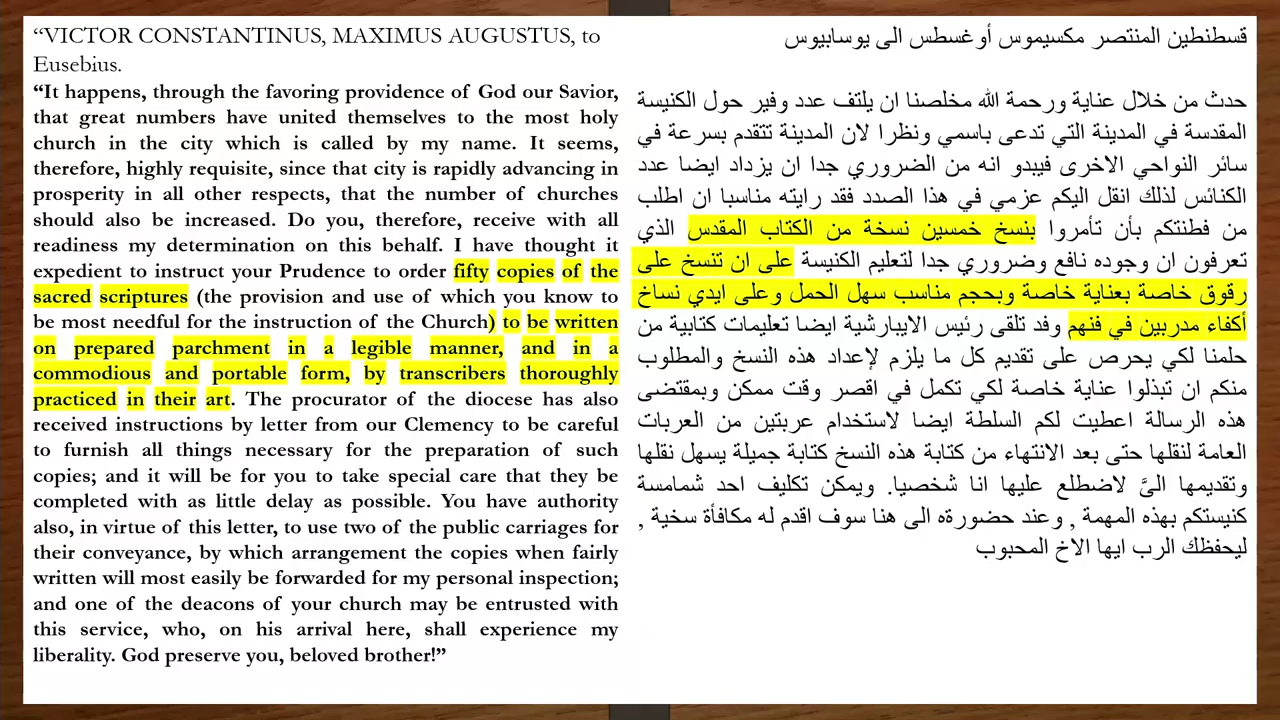 “VICTOR CONSTANTINUS, MAXIMUS AUGUSTUS, to
Eusebius.
“It happens, through the favoring providence of God our Savior,
that great numbers have united themselves to the most holy
church in the city which is called by my name. It seems,
therefore, highly requisite, since that city is rapidly advancing in
prosperity in all other respects, that the number of churches
should also be increased. Do you, therefore, receive with all
readiness my determination on this behalf. I have thought it
expedient to instruct your Prudence to order fifty copies of the
sacred scriptures (the provision and use of which you know to
be most needful for the instruction of the Church) to be written
on prepared parchment in a legible manner, and in a
commodious and portable form, by transcribers thoroughly
practiced in their art. The procurator of the diocese has also
received instructions by letter from our Clemency to be careful
to furnish all things necessary for the preparation of such
copies; and it will be for you to take special care that they be
completed with as little delay as possible. You have authority
also, in virtue of this letter, to use two of the public carriages for
their conveyance, by which arrangement the copies when fairly
written will most easily be forwarded for my personal inspection;
and one of the deacons of your church may be entrusted with
this service, who, on his arrival here, shall experience my
liberality. God preserve you, beloved brother!”
قسطنطين المنتصر مكسيموس أوغسطس الى يوسابيوس
حدث من خلال عناية ورحمة الله مخلصنا ان يلتف عدد وفير حول الكنيسة
المقدسة في المدينة التي تدعى باسمي ونظرا لان المدينة تتقدم بسرعة في
سائر النواحي الاخرى فيبدو انه من الضروري جدا ان يزداد ايضا عدد
الكنائس لذلك انقل اليكم عزمي في هذا الصدد فقد رايته مناسبا ان اطلب
من فطنتكم بأن تأمروا بنسخ خمسين نسخة من الكتاب المقدس الذي
تعرفون ان وجوده نافع وضروري جدا لتعليم الكنيسة على ان تنسخ على
رقوق خاصة بعناية خاصة وبحجم مناسب سهل الحمل وعلى ايدي نساخ
أكفاء مدربين في فنهم وقد تلقى رئيس الايبارشية ايضا تعليمات كتابية من
حلمنا لكي يحرص على تقديم كل ما يلزم لإعداد هذه النسخ والمطلوب
منكم ان تبذلوا عناية خاصة لكي تكمل في اقصر وقت ممكن وبمقتضى
هذه الرسالة اعطيت لكم السلطة ايضا لاستخدام عربتين من العربات
العامة لنقلها حتى بعد الانتهاء من كتابة هذه النسخ كتابة جميلة يسهل نقلها
وتقديمها الىَّ لاضطلع عليها انا شخصيا. ويمكن تكليف احد شمامسة
كنيستكم بهذه المهمة , وعند حضورده الى هنا سوف اقدم له مكافأة سخية ,
ليحفظك الرب ايها الاخ المحبوب